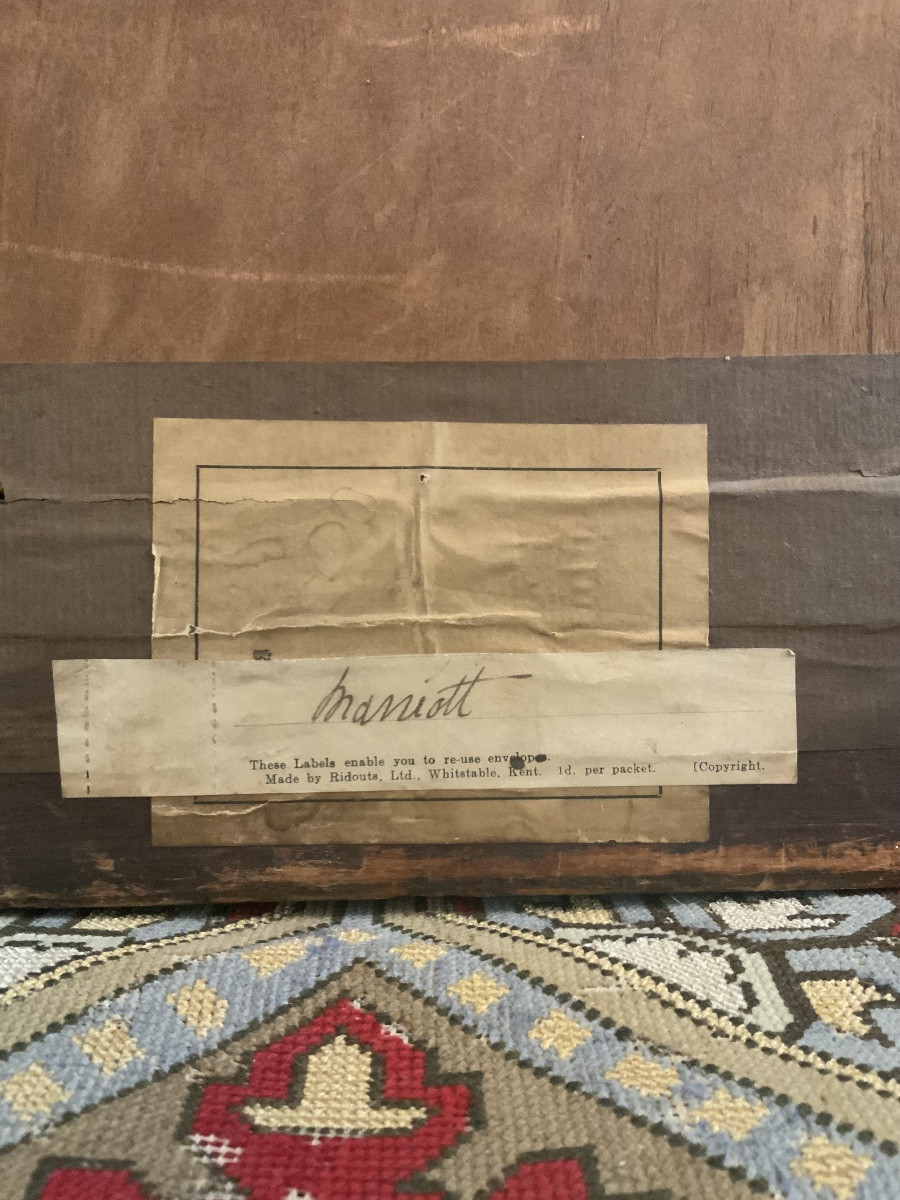 Marriott
These Labels enable you to re-use envelopes.
Made by Ridouts, Ltd., Whitstable, Kent. 1d. per packet. [Copyright.